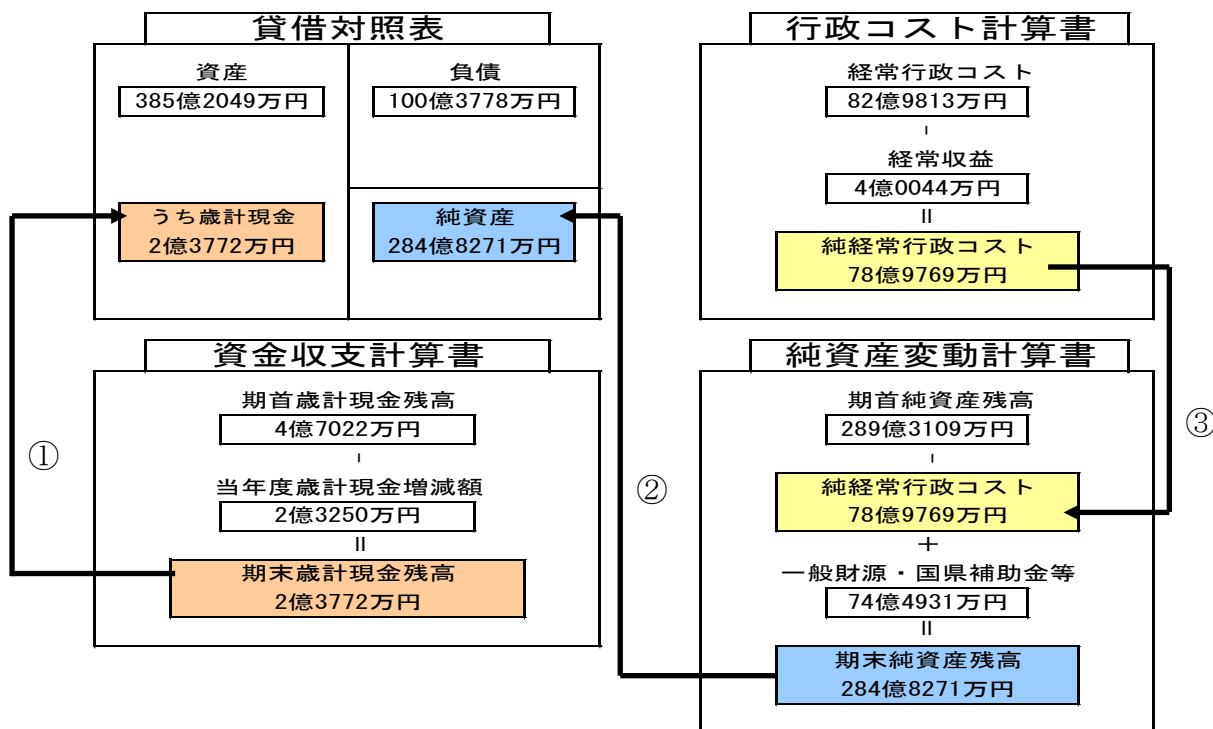 貸借対照表
資産
385億2049万円
負債
100億3778万円
うち歳計現金
2億3772万円
純資産
284億8271万円
行政コスト計算書
経常行政コスト
82億9813万円
-
経常収益
4億0044万円
=
純経常行政コスト
78億9769万円
資金収支計算書
期首歳計現金残高
4億7022万円
-
当年度歳計現金増減額
2億3250万円
=
期末歳計現金残高
2億3772万円
純資産変動計算書
期首純資産残高
289億3109万円
-
純経常行政コスト
78億9769万円
+
一般財源・国県補助金等
74億4931万円
=
期末純資産残高
284億8271万円
①
②
③